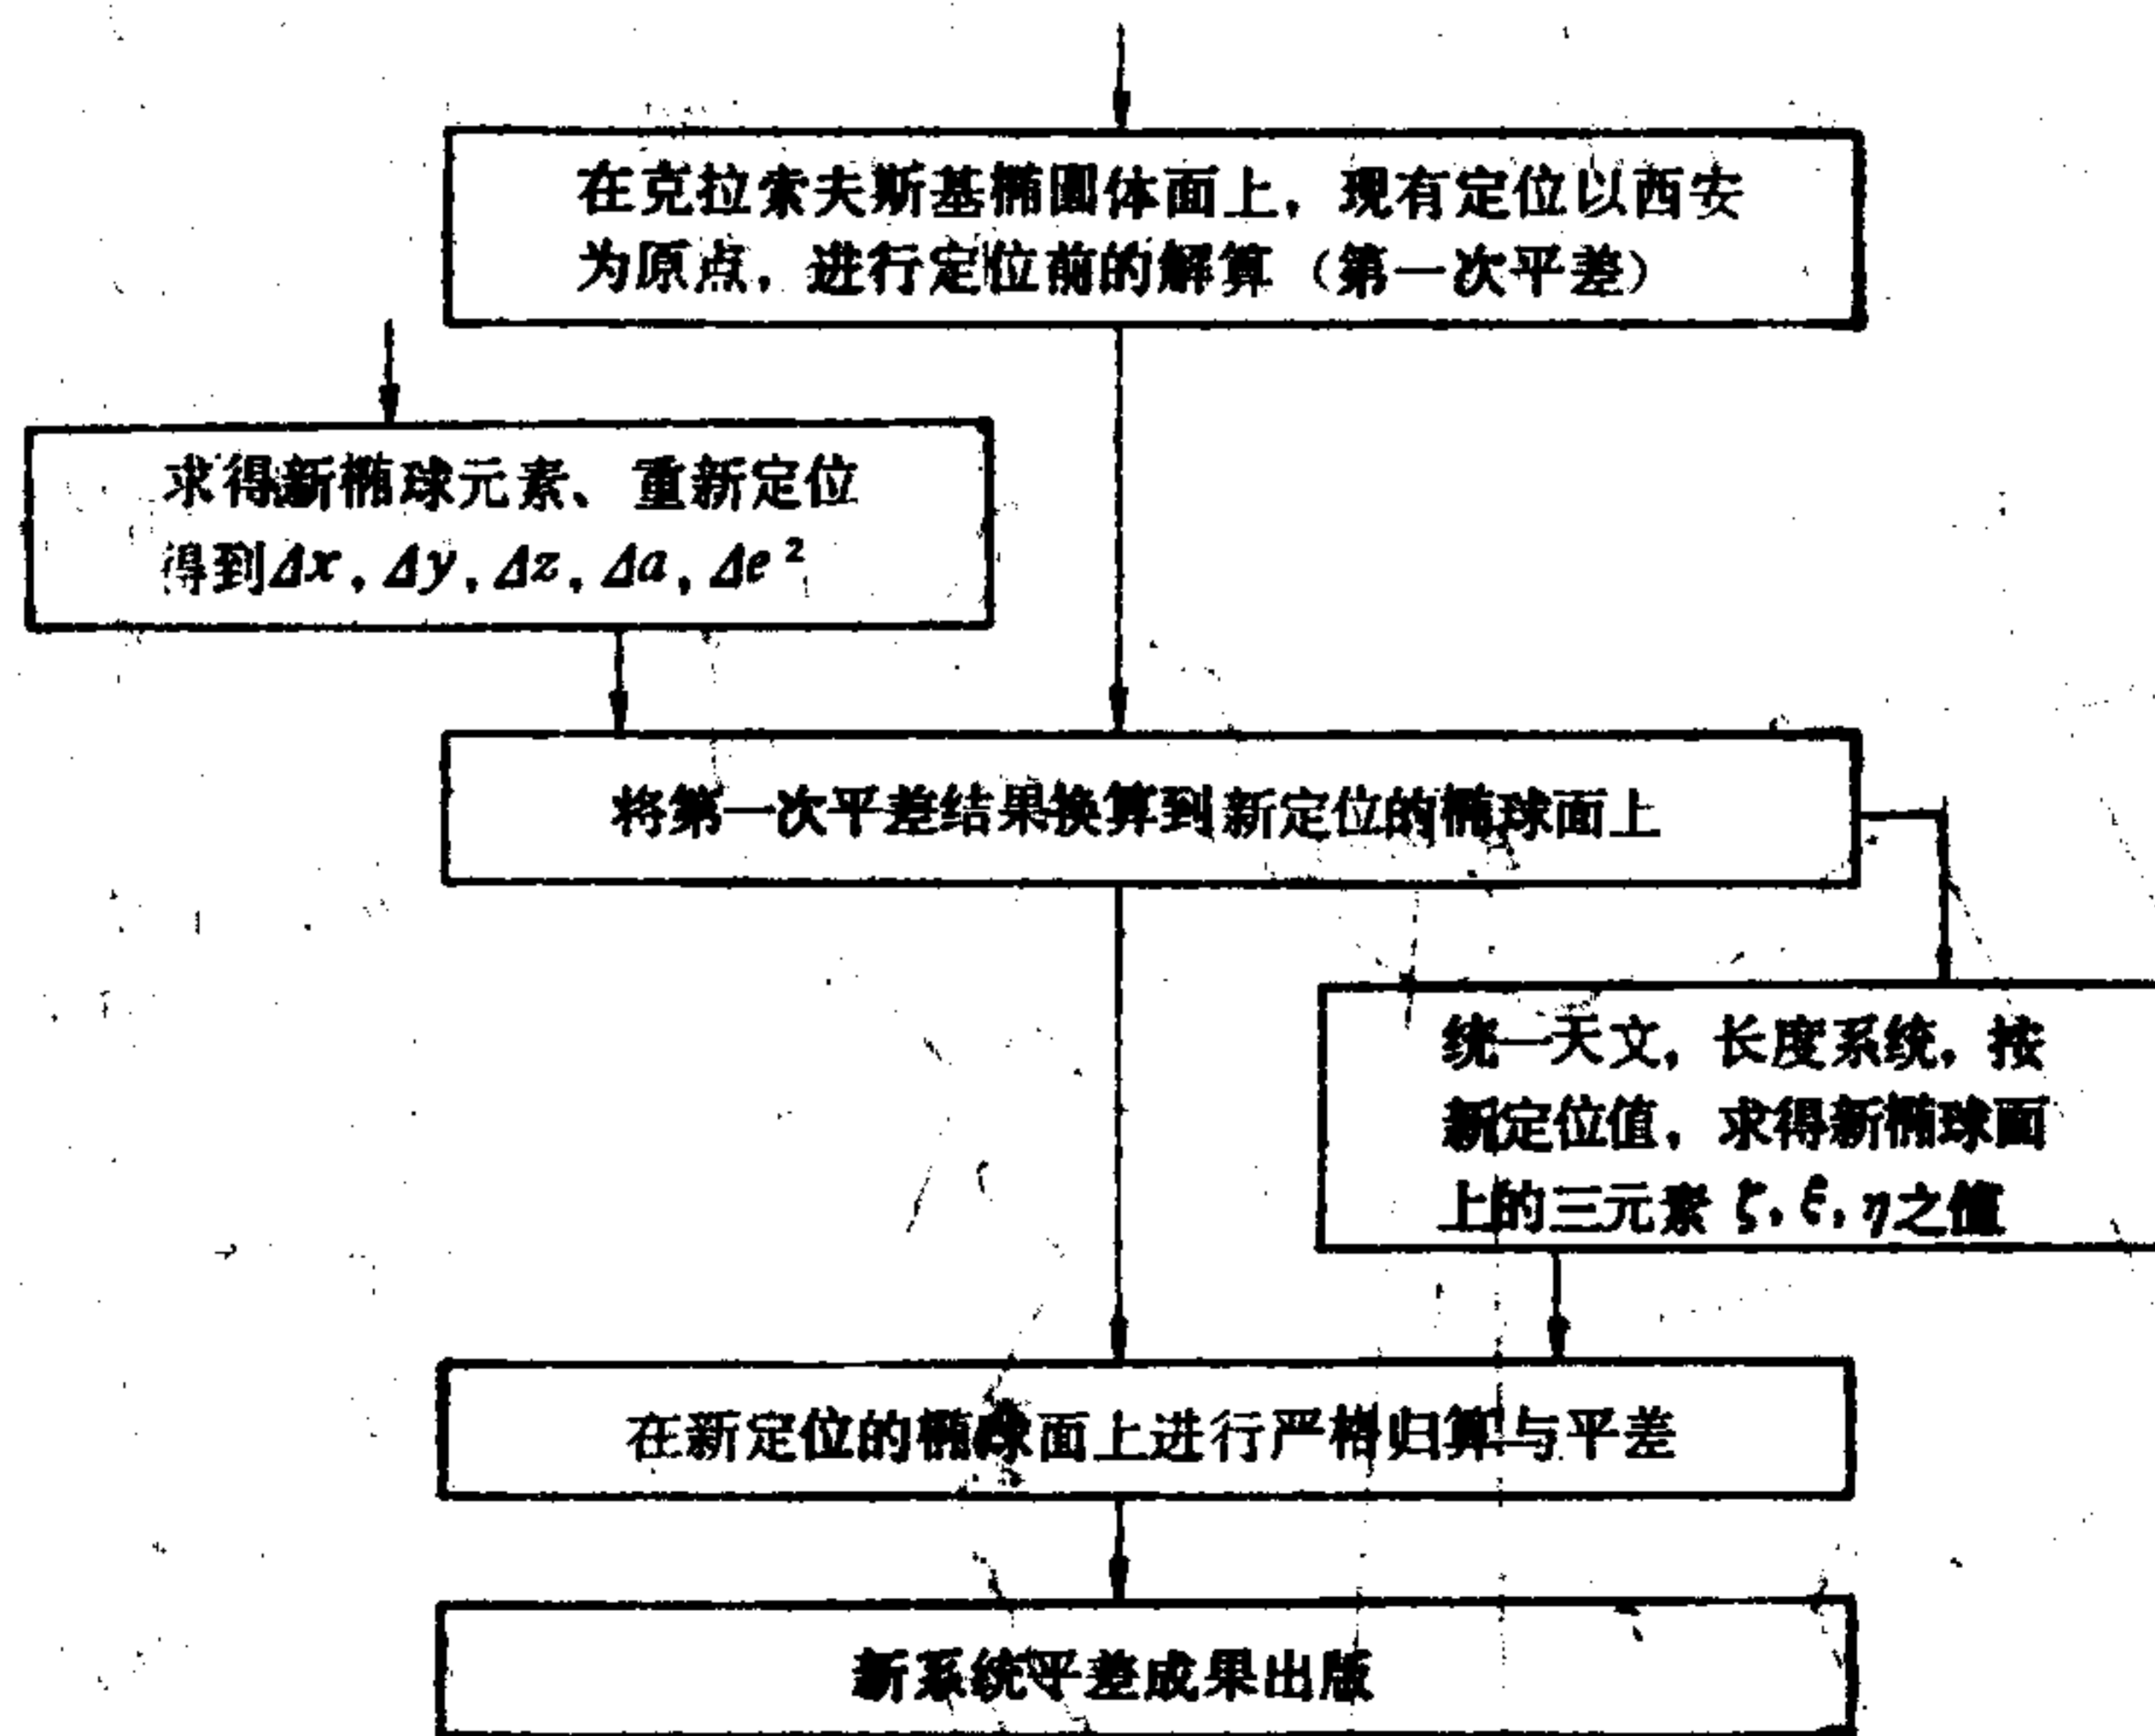 在克拉索夫斯基椭圆体面上，现有定位以西安
为原点，进行定位前的解算（第一次平差）
求得新椭球元素、重新定位
得到Δx，Δy，Δz，Δa，Δe²
将第一次平差结果换算到新定位的椭球面上
统一天文，长度系统，按
新定位值，求得新椭球面
上的三元素ζ，ξ，η之值
在新定位的椭球面上进行严格归算与平差
新系统平差成果出版